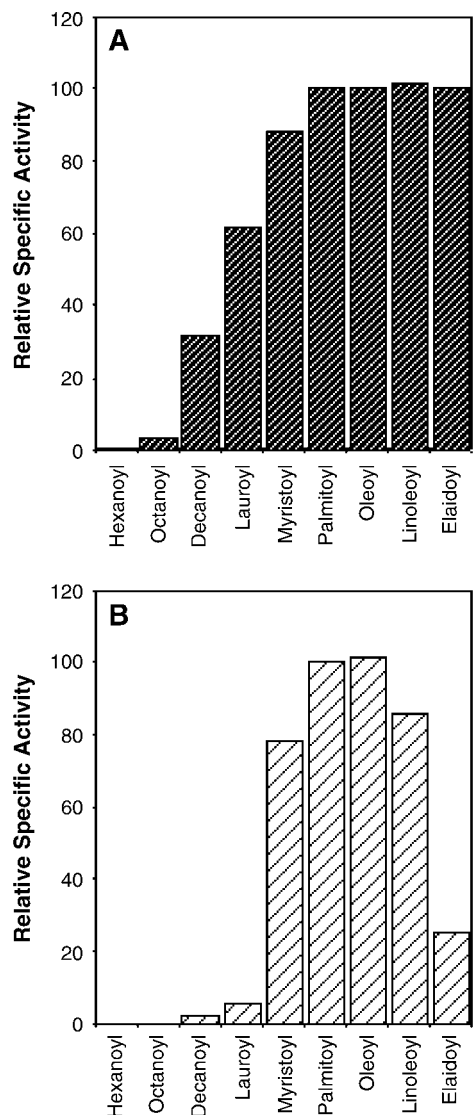 A
Relative Specific Activity
120
100
80
60
40
20
0
Hexanoyl
Octanoyl
Decanoyl
Lauroyl
Myristoyl
Palmitoyl
Oleoyl
Linoleoyl
Elaidoyl
B
Relative Specific Activity
120
100
80
60
40
20
0
Hexanoyl
Octanoyl
Decanoyl
Lauroyl
Myristoyl
Palmitoyl
Oleoyl
Linoleoyl
Elaidoyl